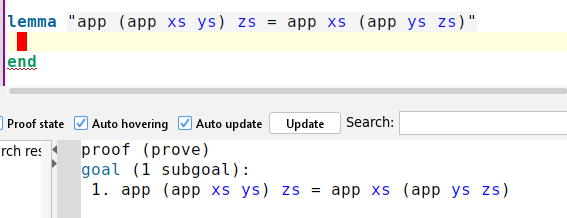 lemma "app (app xs ys) zs = app xs (app ys zs)"
end
Proof state Auto hovering Auto update Update Search:
rch res
proof (prove)
goal (1 subgoal):
1. app (app xs ys) zs = app xs (app ys zs)